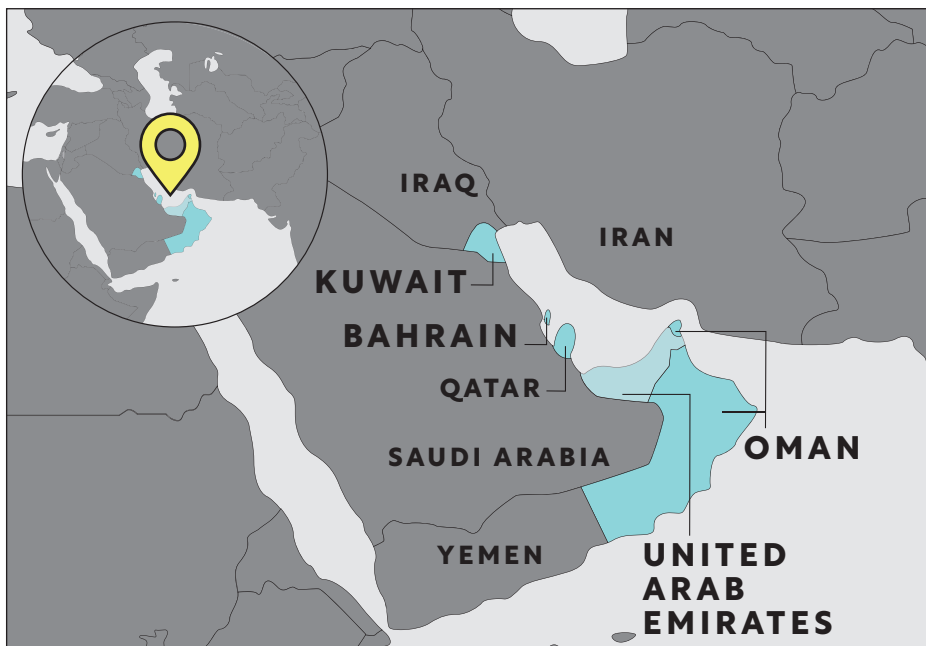 IRAQ
IRAN
KUWAIT
BAHRAIN
QATAR
SAUDI ARABIA
OMAN
YEMEN
UNITED
ARAB
EMIRATES